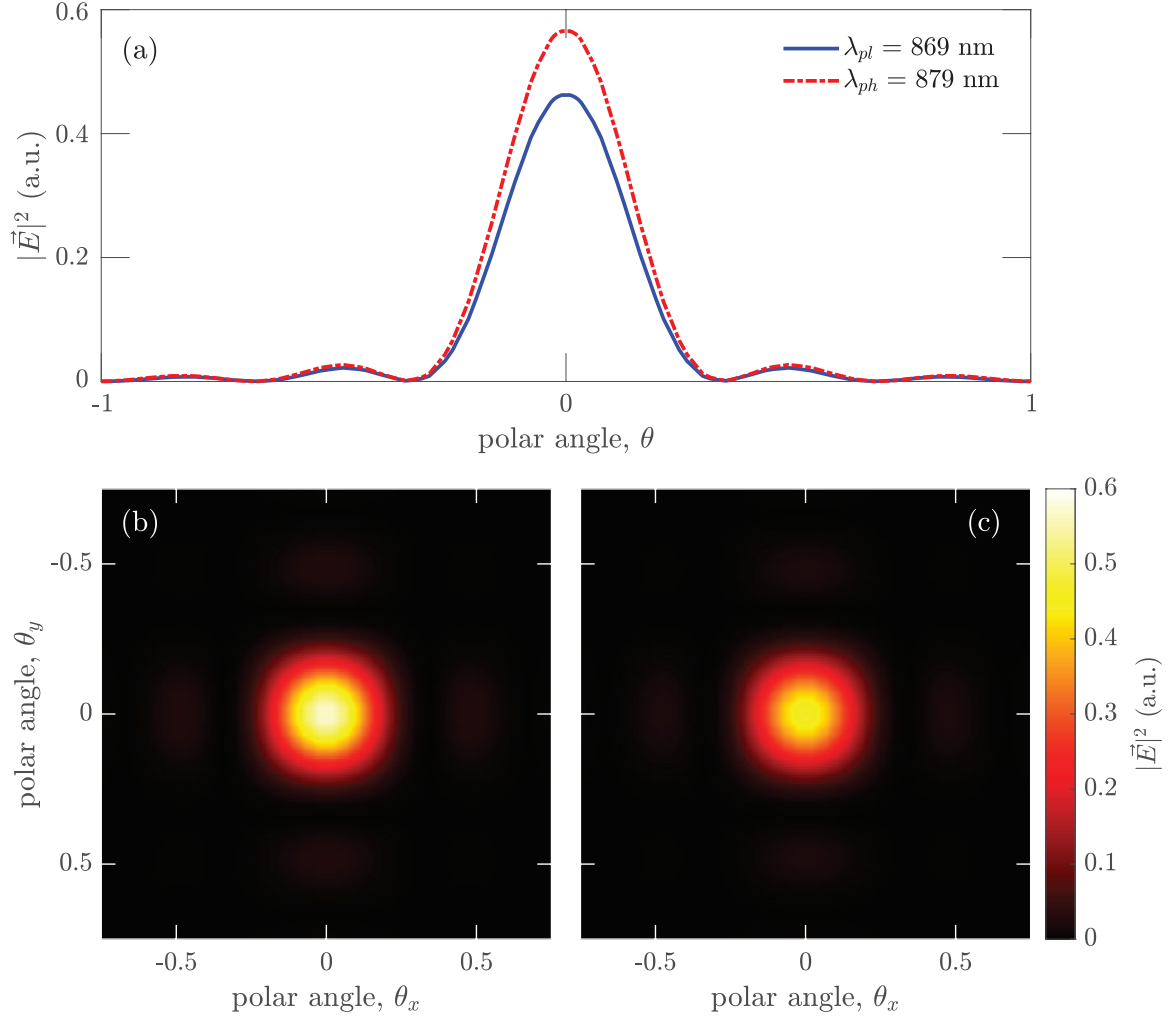 (a)
λ_pl = 869 nm
λ_ph = 879 nm
|E⃗|² (a.u.)
0.6
0.4
0.2
0
-1 0 1
polar angle, θ
(b)
polar angle, θ_y
-0.5
0
0.5
-0.5 0 0.5
polar angle, θ_x
(c)
-0.5 0 0.5
polar angle, θ_x
0.6
0.5
0.4
0.3
0.2
0.1
0
|E⃗|² (a.u.)